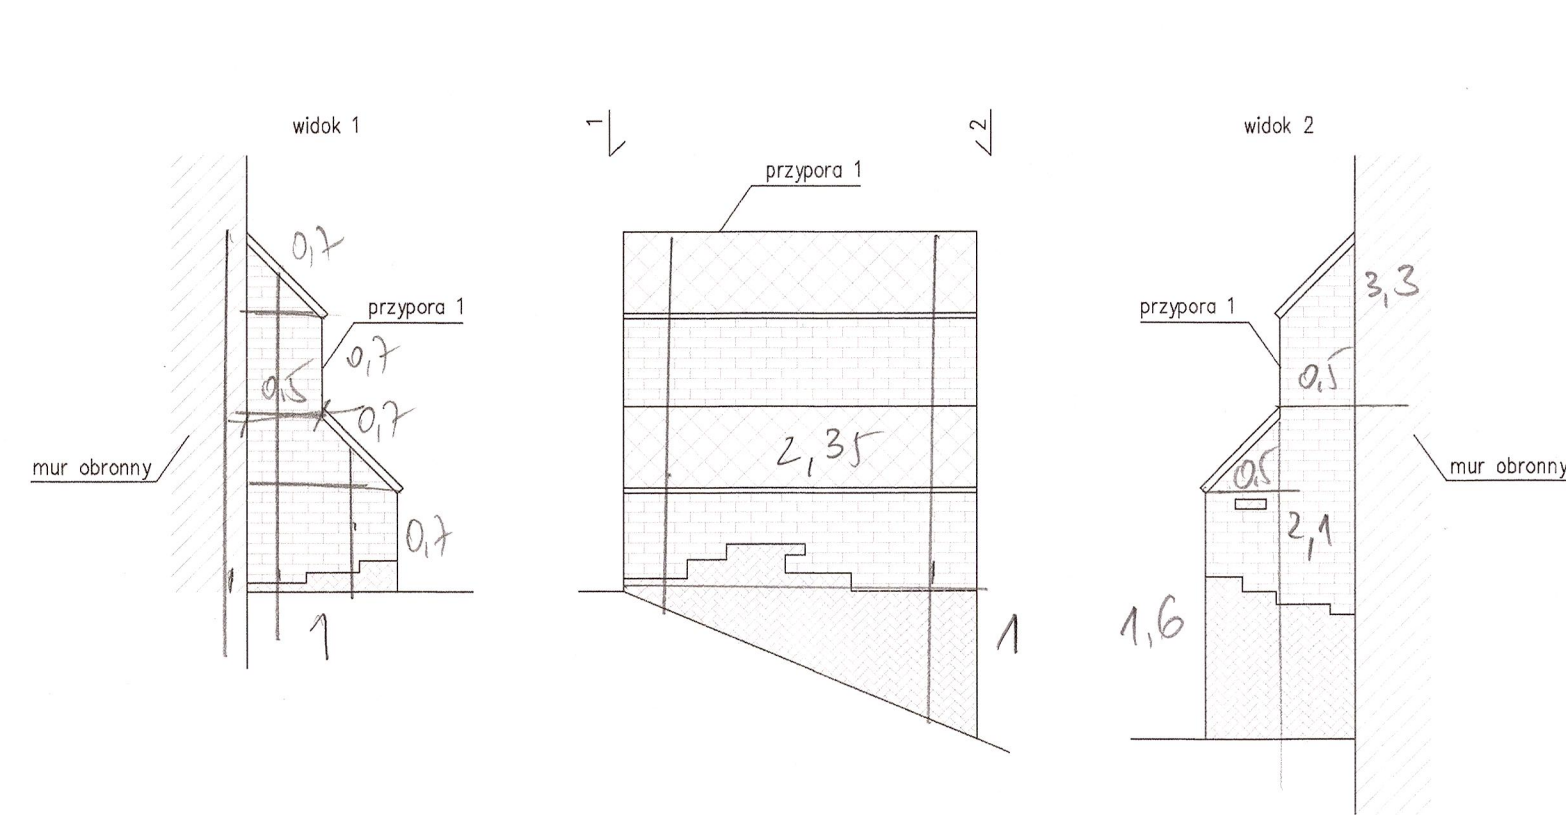 widok 1
1
2
widok 2
przypora 1
0,7
3,3
przypora 1
przypora 1
0,7
0,5
0,5
0,7
2,35
mur obronny
0,5
mur obronny
0,7
2,1
1
1
1,6